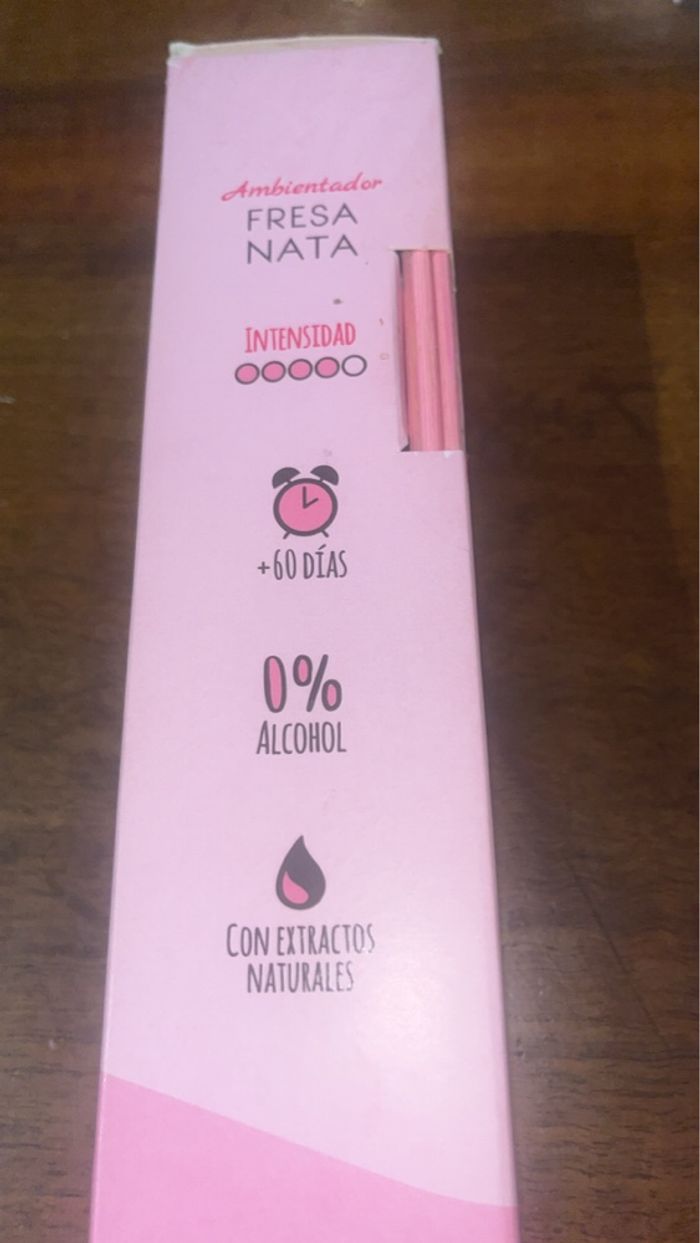 Ambientador
FRESA
NATA
INTENSIDAD
+60 DÍAS
0%
ALCOHOL
CON EXTRACTOS
NATURALES